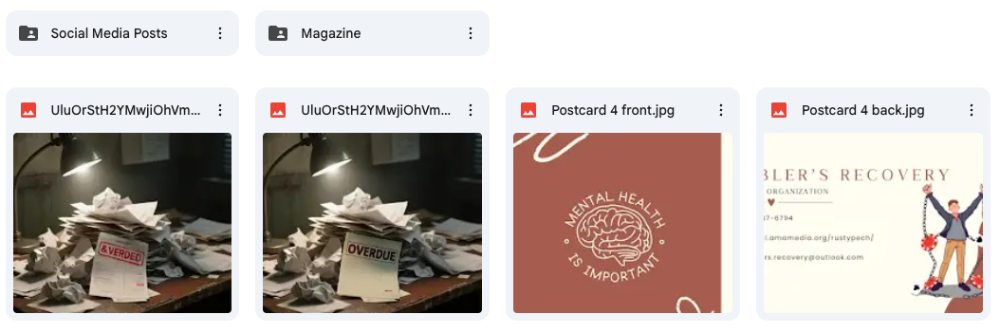 Social Media Posts
Magazine
UluOrStH2YMwjiOhVm...
UluOrStH2YMwjiOhVm...
Postcard 4 front.jpg
Postcard 4 back.jpg
&VERDED
OVERDUE
MENTAL HEALTH
IS IMPORTANT
BLER'S RECOVERY
ORGANIZATION
7-6794
.amamedia.org/rustypech/
rs.recovery@outlook.com